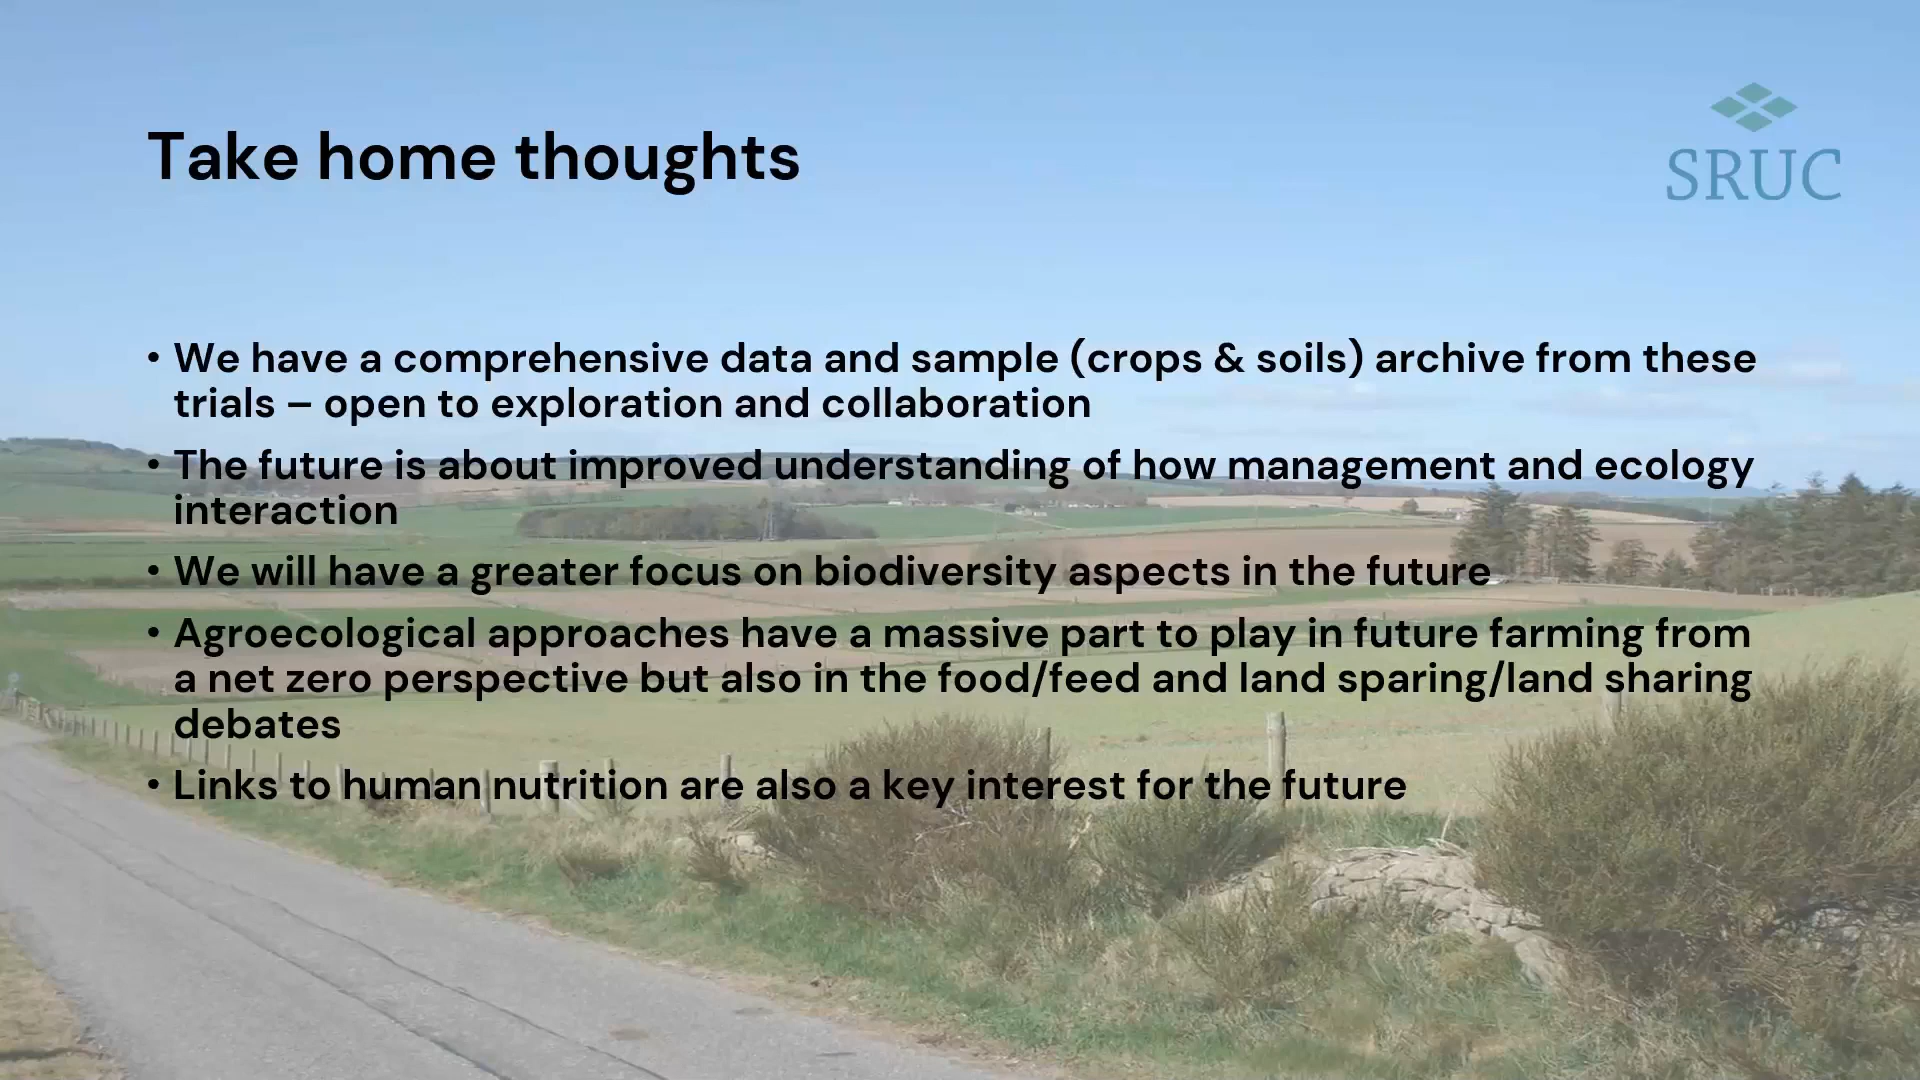 Take home thoughts
SRUC
• We have a comprehensive data and sample (crops & soils) archive from these
trials – open to exploration and collaboration
• The future is about improved understanding of how management and ecology
interaction
• We will have a greater focus on biodiversity aspects in the future
• Agroecological approaches have a massive part to play in future farming from
a net zero perspective but also in the food/feed and land sparing/land sharing
debates
• Links to human nutrition are also a key interest for the future